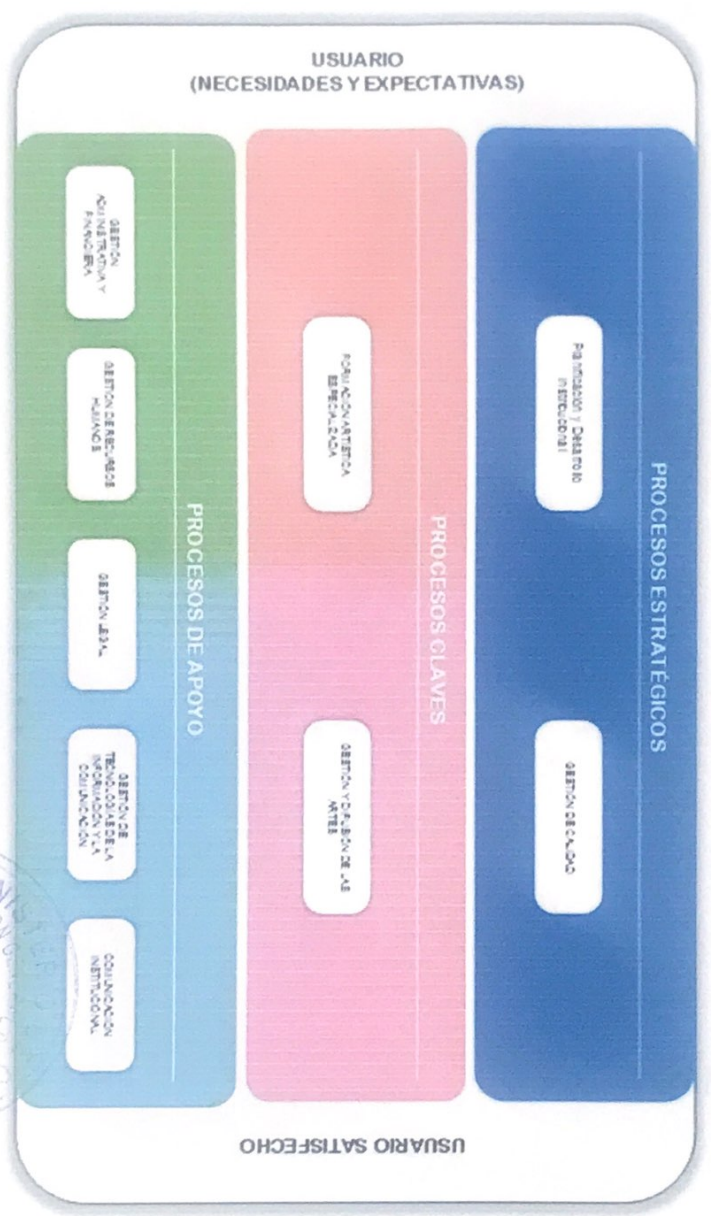 USUARIO
(NECESIDADES Y EXPECTATIVAS)
PROCESOS ESTRATÉGICOS
Planificación y Desarrollo
Institucional
GESTIÓN DE CALIDAD
PROCESOS CLAVES
FORMACIÓN ARTÍSTICA
ESPECIALIZADA
GESTIÓN Y DIFUSIÓN DE LAS
ARTES
PROCESOS DE APOYO
GESTIÓN
ADMINISTRATIVA Y
FINANCIERA
GESTIÓN DE RECURSOS
HUMANOS
GESTIÓN LEGAL
GESTIÓN DE
TECNOLOGÍAS DE LA
INFORMACIÓN Y LA
COMUNICACIÓN
COMUNICACIÓN
INSTITUCIONAL
USUARIO SATISFECHO